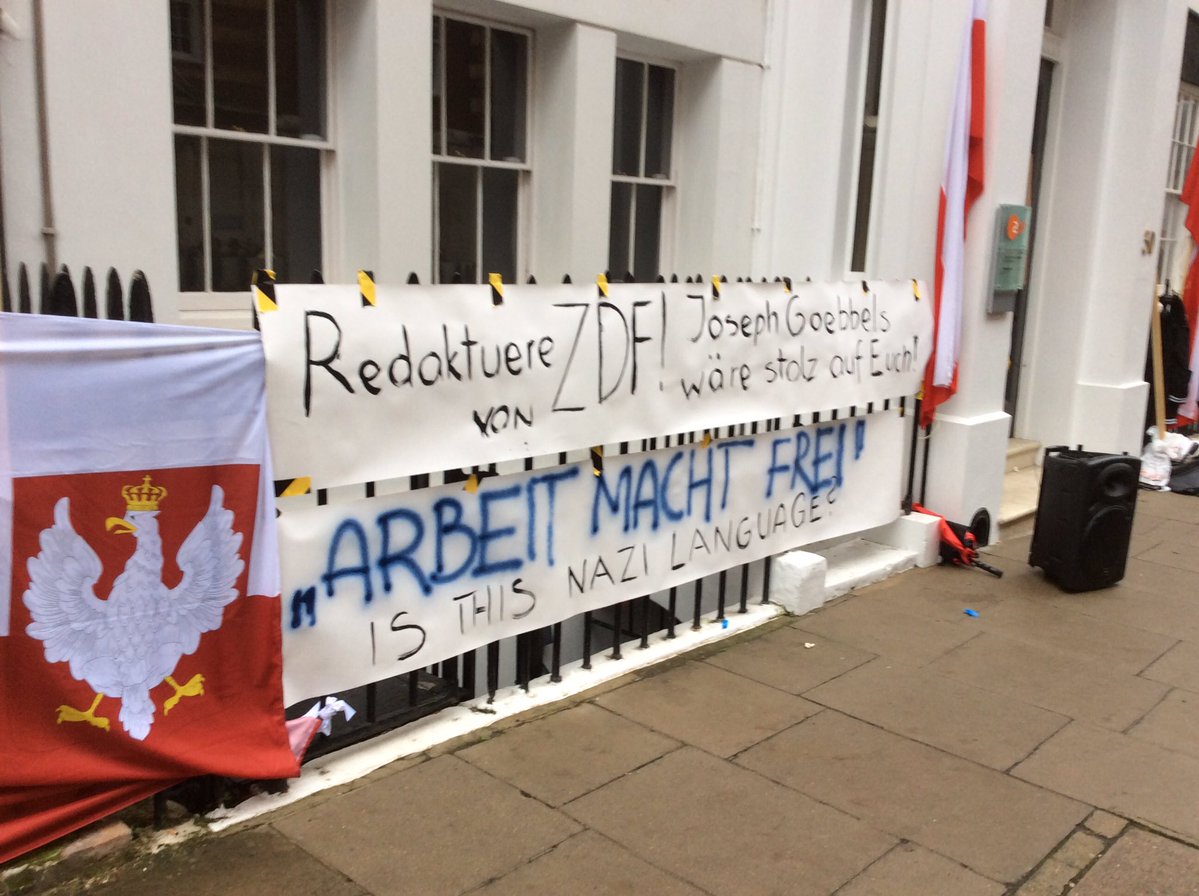 Redaktuere
von
ZDF!
Joseph Goebbels
wäre stolz auf Euch!
"ARBEIT MACHT FREI"
IS THIS NAZI LANGUAGE?